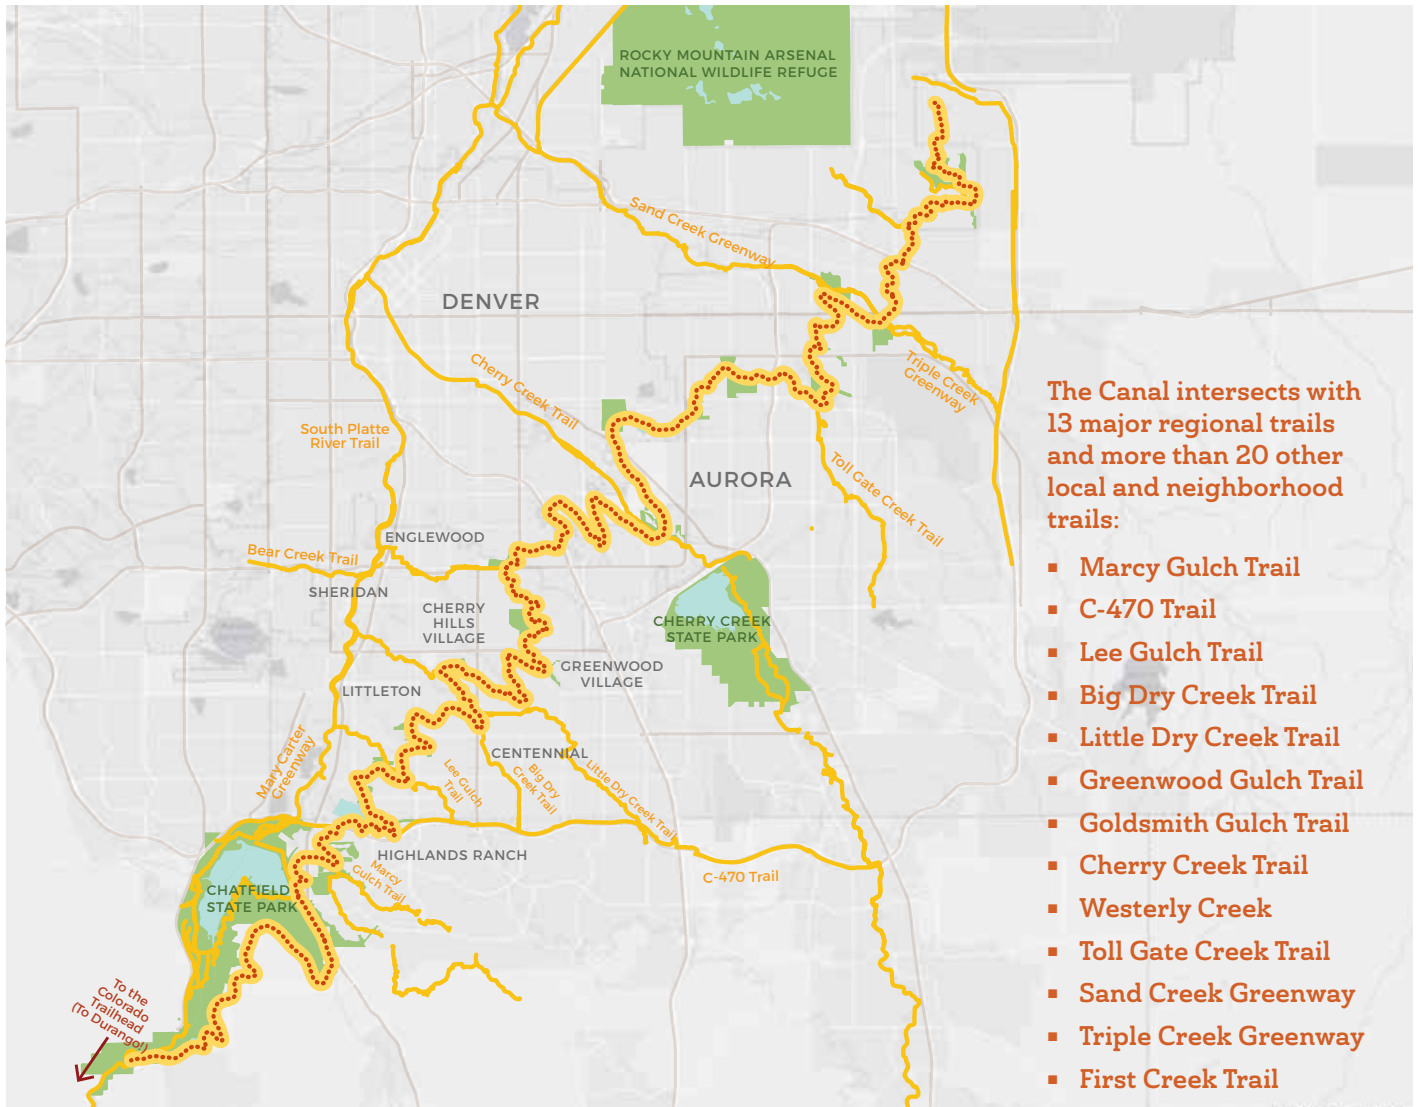 ROCKY MOUNTAIN ARSENAL
NATIONAL WILDLIFE REFUGE
Sand Creek Greenway
DENVER
Cherry Creek Trail
Triple Creek
Greenway
South Platte
River Trail
AURORA
Toll Gate Creek Trail
ENGLEWOOD
Bear Creek Trail
SHERIDAN
CHERRY
HILLS
VILLAGE
CHERRY CREEK
STATE PARK
GREENWOOD
VILLAGE
LITTLETON
Mary Carter
Greenway
CENTENNIAL
Lee Gulch
Trail
Big Dry
Creek Trail
Little Dry Creek Trail
HIGHLANDS RANCH
Marcy
Gulch Trail
C-470 Trail
CHATFIELD
STATE PARK
To the
Colorado
Trailhead
(To Durango!)
The Canal intersects with
13 major regional trails
and more than 20 other
local and neighborhood
trails:
▪ Marcy Gulch Trail
▪ C-470 Trail
▪ Lee Gulch Trail
▪ Big Dry Creek Trail
▪ Little Dry Creek Trail
▪ Greenwood Gulch Trail
▪ Goldsmith Gulch Trail
▪ Cherry Creek Trail
▪ Westerly Creek
▪ Toll Gate Creek Trail
▪ Sand Creek Greenway
▪ Triple Creek Greenway
▪ First Creek Trail